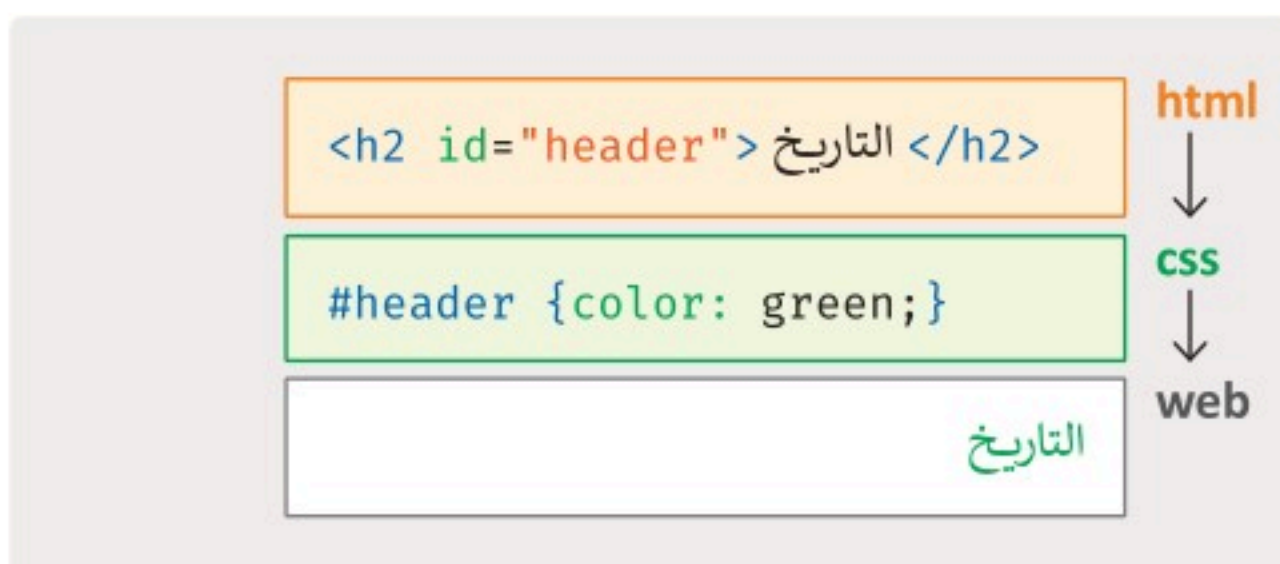 html
<h2 id="header"> التاريخ </h2>
css
#header {color: green;}
web
التاريخ